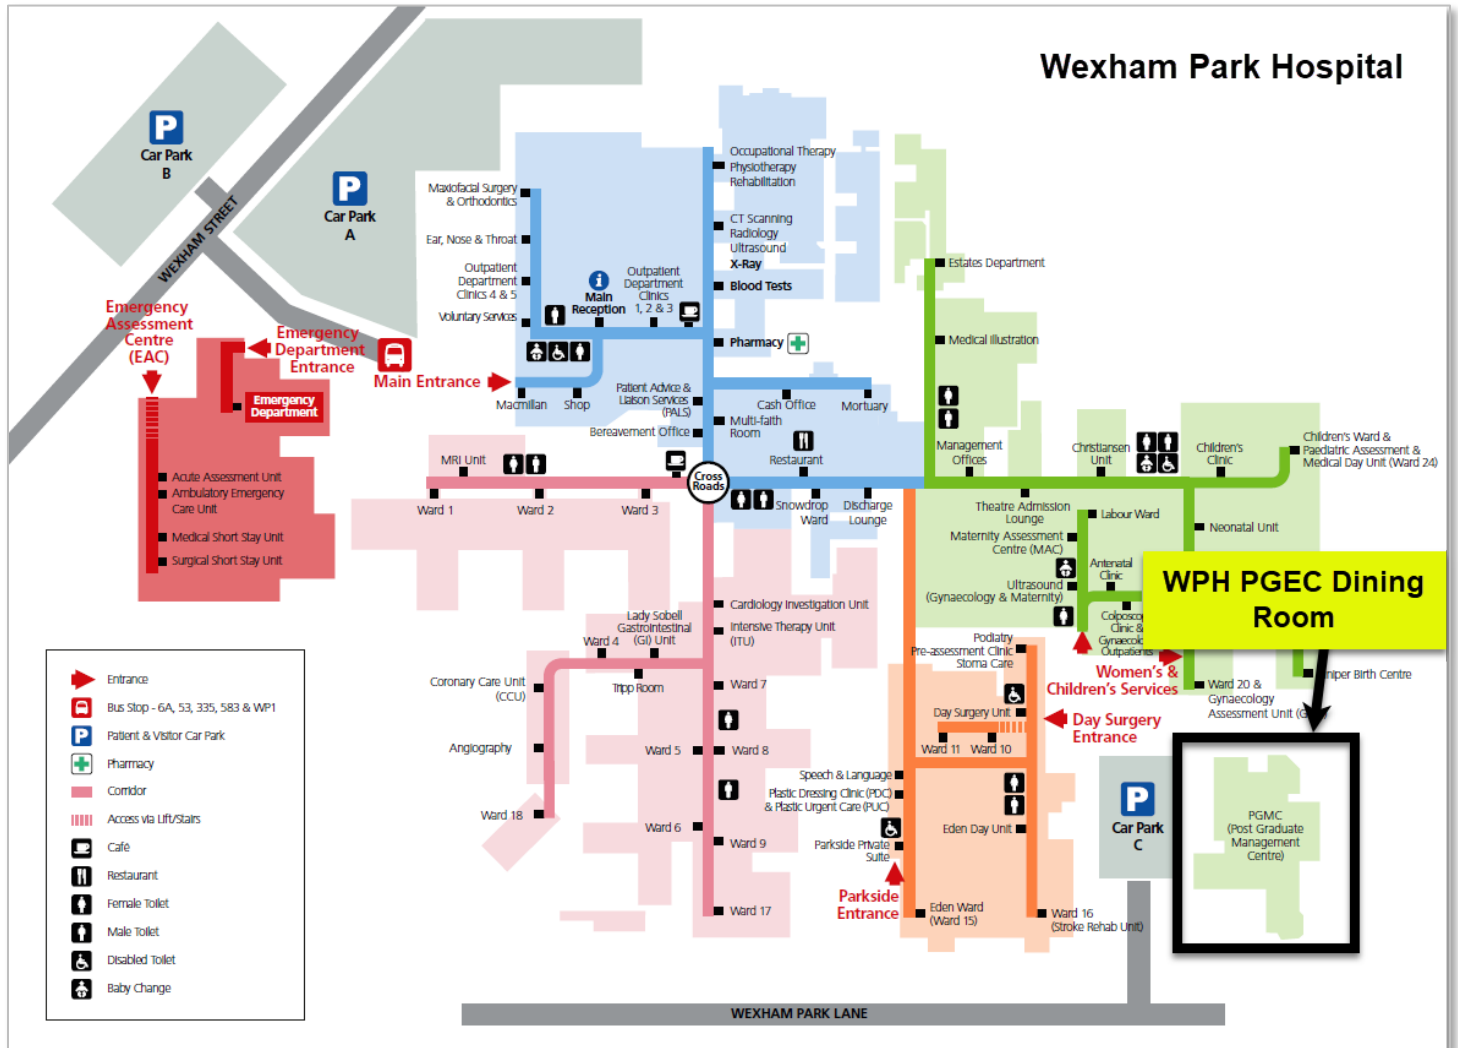 Wexham Park Hospital
P
Car Park
B
P
Car Park
A
WEXHAM STREET
Emergency
Assessment
Centre
(EAC)
Emergency
Department
Entrance
Emergency
Department
Main Entrance
Acute Assessment Unit
Ambulatory Emergency
Care Unit
Medical Short Stay Unit
Surgical Short Stay Unit
Maxiofacial Surgery
& Orthodontics
Ear, Nose & Throat
Outpatient
Department
Clinics 4 & 5
Voluntary Services
i
Main
Reception
Outpatient
Department
Clinics
1, 2 & 3
Occupational Therapy
Physiotherapy
Rehabilitation
CT Scanning
Radiology
Ultrasound
X-Ray
Blood Tests
Pharmacy
Macmillan
Shop
Patient Advice &
Liaison Services
(PALS)
Bereavement Office
Multi-faith
Room
Cash Office
Mortuary
Restaurant
Cross
Roads
Snowdrop
Ward
Discharge
Lounge
MRI Unit
Ward 1
Ward 2
Ward 3
Estates Department
Medical Illustration
Management
Offices
Christiansen
Unit
Children's
Clinic
Children's Ward &
Paediatric Assessment &
Medical Day Unit (Ward 24)
Theatre Admission
Lounge
Labour Ward
Maternity Assessment
Centre (MAC)
Neonatal Unit
Antenatal
Clinic
Ultrasound
(Gynaecology & Maternity)
Clinic &
Outpatients
WPH PGEC Dining
Room
Women's &
Children's Services
Ward 20 &
Gynaecology
Assessment Unit
Birth Centre
Cardiology Investigation Unit
Intensive Therapy Unit
(ITU)
Lady Sobell
Gastrointestinal
(GI) Unit
Ward 4
Tripp Room
Coronary Care Unit
(CCU)
Angiography
Ward 18
Ward 7
Ward 5
Ward 8
Ward 6
Ward 9
Ward 17
Podiatry
Pre-assessment Clinic
Stoma Care
Day Surgery Unit
Day Surgery
Entrance
Ward 11
Ward 10
Speech & Language
Plastic Dressing Clinic (PDC)
& Plastic Urgent Care (PUC)
Parkside Private
Suite
Eden Day Unit
Parkside
Entrance
Eden Ward
(Ward 15)
Ward 16
(Stroke Rehab Unit)
P
Car Park
C
PGMC
(Post Graduate
Management
Centre)
WEXHAM PARK LANE
Entrance
Bus Stop - 6A, 53, 335, 583 & WP1
P
Patient & Visitor Car Park
Pharmacy
Corridor
Access via Lift/Stairs
Café
Restaurant
Female Toilet
Male Toilet
Disabled Toilet
Baby Change